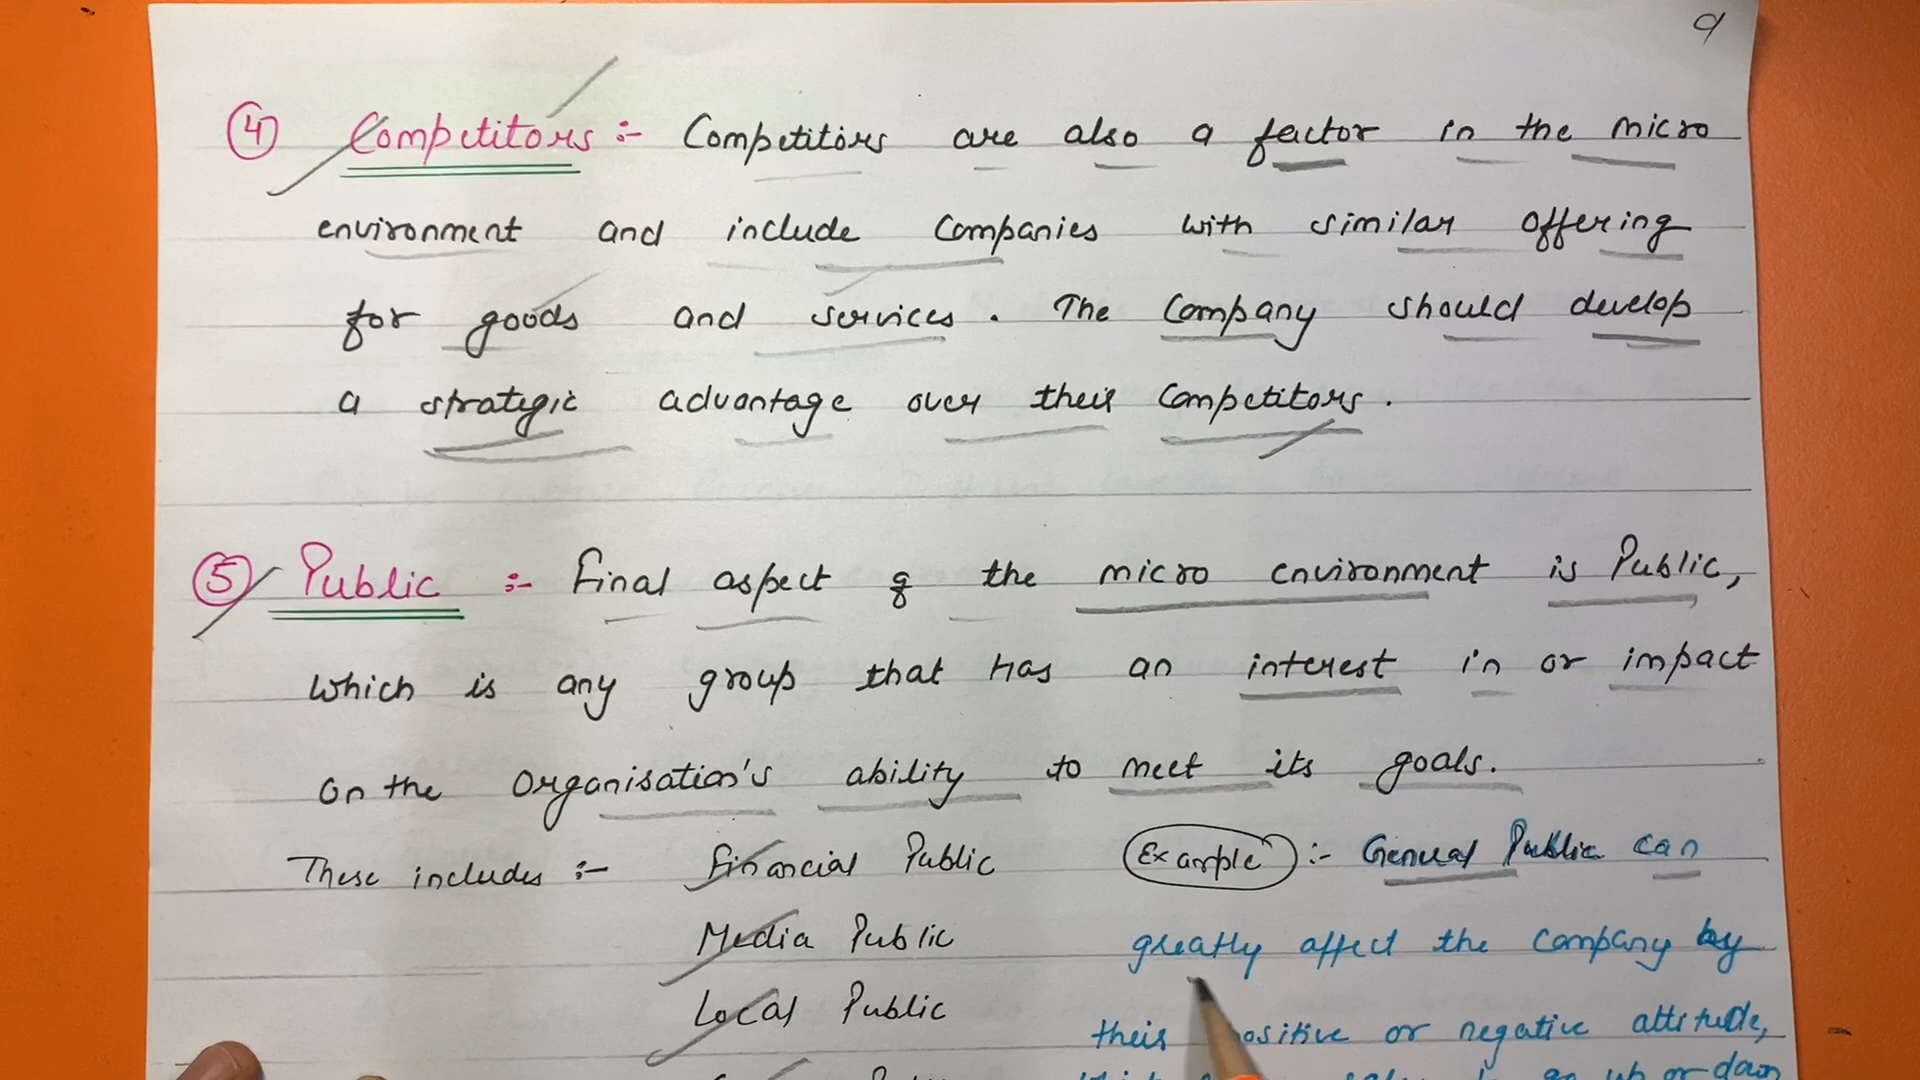 9
④ Competitors :- Competitors are also a factor in the micro
environment and include Companies with similar offering
for goods and services. The Company should develop
a strategic advantage over their Competitors.
⑤ Public :- Final aspect of the micro environment is Public,
which is any group that has an interest in or impact
on the Organisation's ability to meet its goals.
These includes :- Financial Public
Media Public
Local Public
Example :- General Public can
greatly affect the company by
their positive or negative attitude,
go up or down